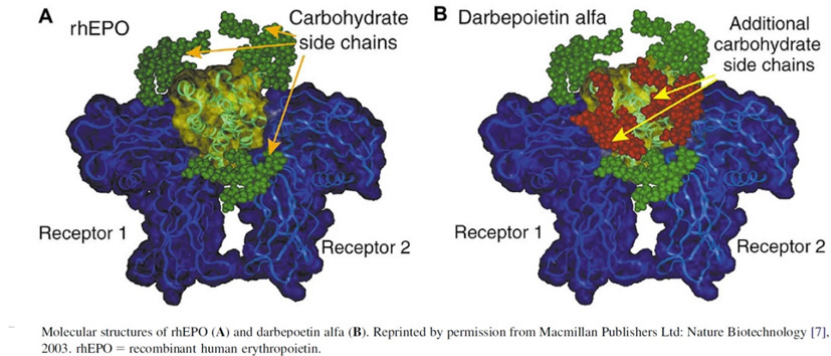 A
rhEPO
Carbohydrate
side chains
Receptor 1
Receptor 2
B
Darbepoietin alfa
Additional
carbohydrate
side chains
Receptor 1
Receptor 2
Molecular structures of rhEPO (A) and darbepoetin alfa (B). Reprinted by permission from Macmillan Publishers Ltd: Nature Biotechnology [7],
2003. rhEPO = recombinant human erythropoietin.